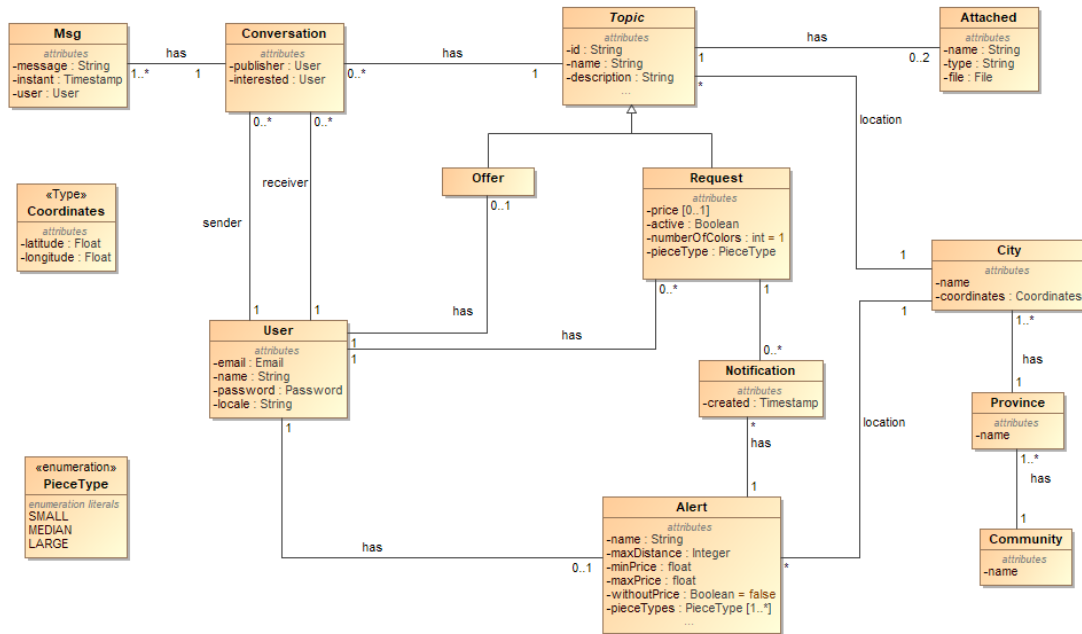 Msg
attributes
-message : String
-instant : Timestamp
-user : User
has
1..*
1
Conversation
attributes
-publisher : User
-interested : User
has
0..*
1
Topic
attributes
-id : String
-name : String
-description : String
...
has
1
0..2
Attached
attributes
-name : String
-type : String
-file : File
*
location
0..*
0..*
receiver
sender
«Type»
Coordinates
attributes
-latitude : Float
-longitude : Float
Offer
0..1
Request
attributes
-price [0..1]
-active : Boolean
-numberOfColors : int = 1
-pieceType : PieceType
0..*
1
1
City
attributes
-name
-coordinates : Coordinates
1
1..*
1
1
has
has
User
attributes
-email : Email
-name : String
-password : Password
-locale : String
1
1
1
0..*
Notification
attributes
-created : Timestamp
*
has
1
location
has
1
Province
attributes
-name
1..*
has
1
Community
attributes
-name
«enumeration»
PieceType
enumeration literals
SMALL
MEDIAN
LARGE
has
0..1
Alert
attributes
-name : String
-maxDistance : Integer
-minPrice : float
-maxPrice : float
-withoutPrice : Boolean = false
-pieceTypes : PieceType [1..*]
...
*